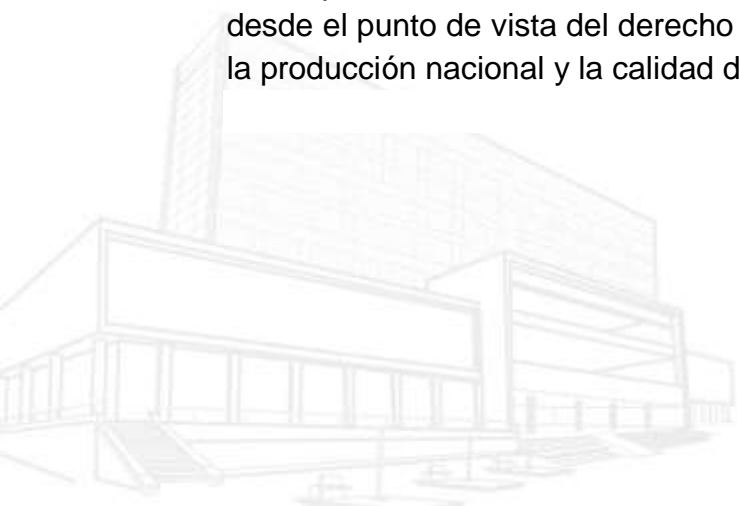 desde el punto de vista del derecho
la producción nacional y la calidad d